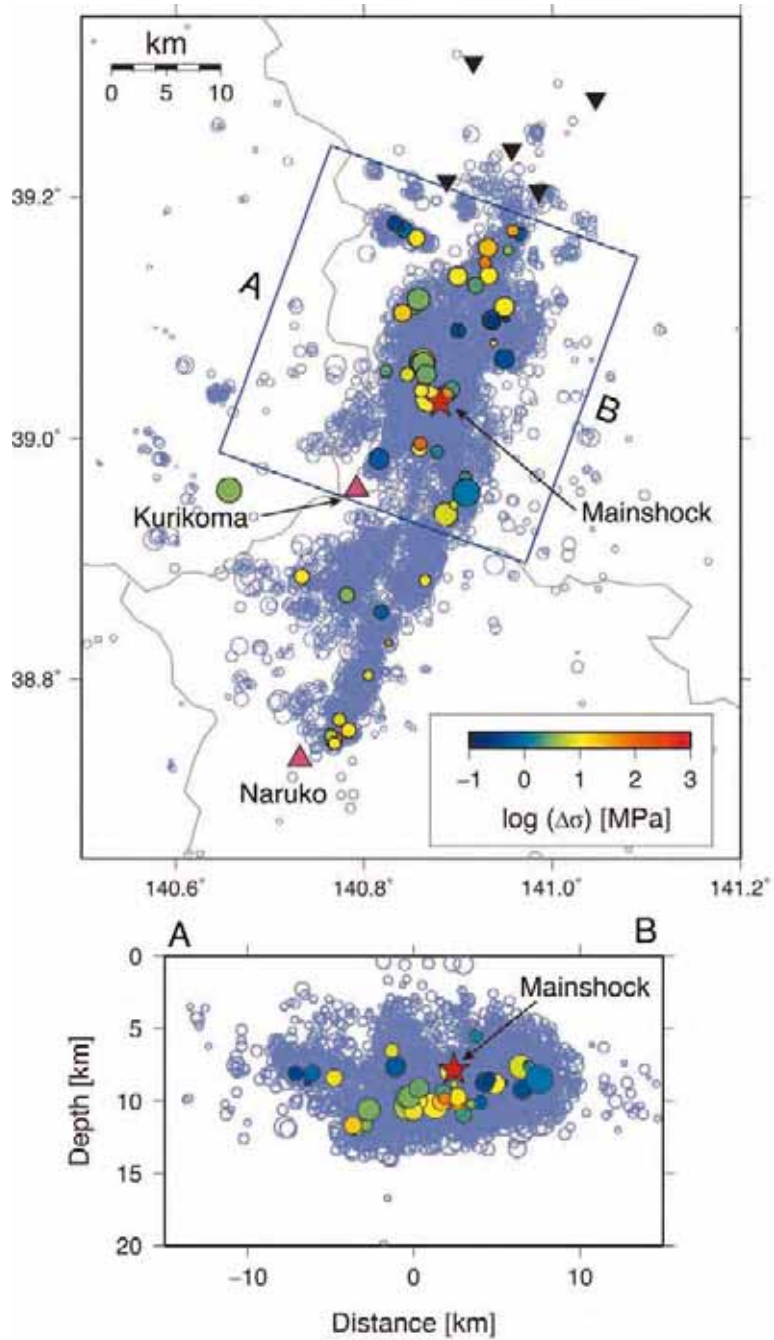 km
0 5 10
39.2°
A
B
39.0°
Kurikoma
Mainshock
38.8°
Naruko
−1 0 1 2 3
log (Δσ) [MPa]
140.6° 140.8° 141.0° 141.2°
A B
0
Mainshock
5
Depth [km]
10
15
20
−10 0 10
Distance [km]